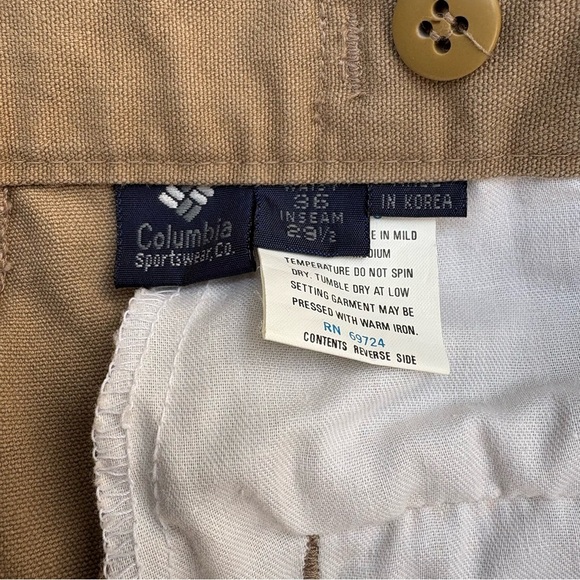 Columbia
Sportswear, Co.
WAIST
36
INSEAM
29½
IN KOREA
E IN MILD
TEMPERATURE DO NOT SPIN
DRY. TUMBLE DRY AT LOW
SETTING GARMENT MAY BE
PRESSED WITH WARM IRON.
RN 69724
CONTENTS REVERSE SIDE